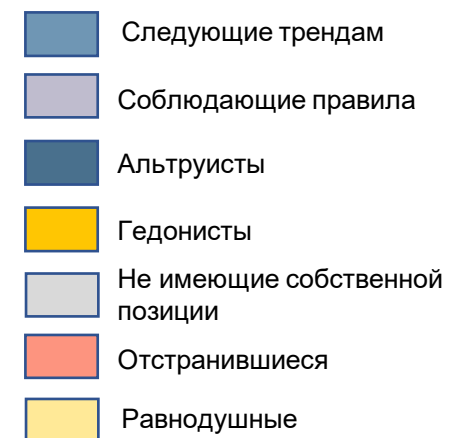 Следующие трендам
Соблюдающие правила
Альтруисты
Гедонисты
Не имеющие собственной
позиции
Отстранившиеся
Равнодушные